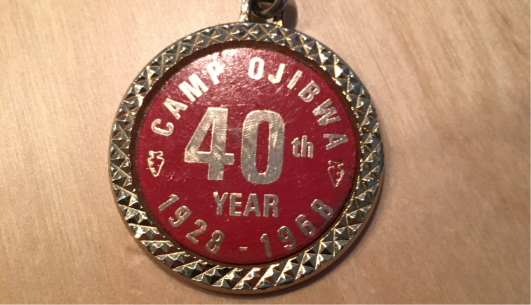 CAMP OJIBWA
40th
YEAR
1928 - 1968